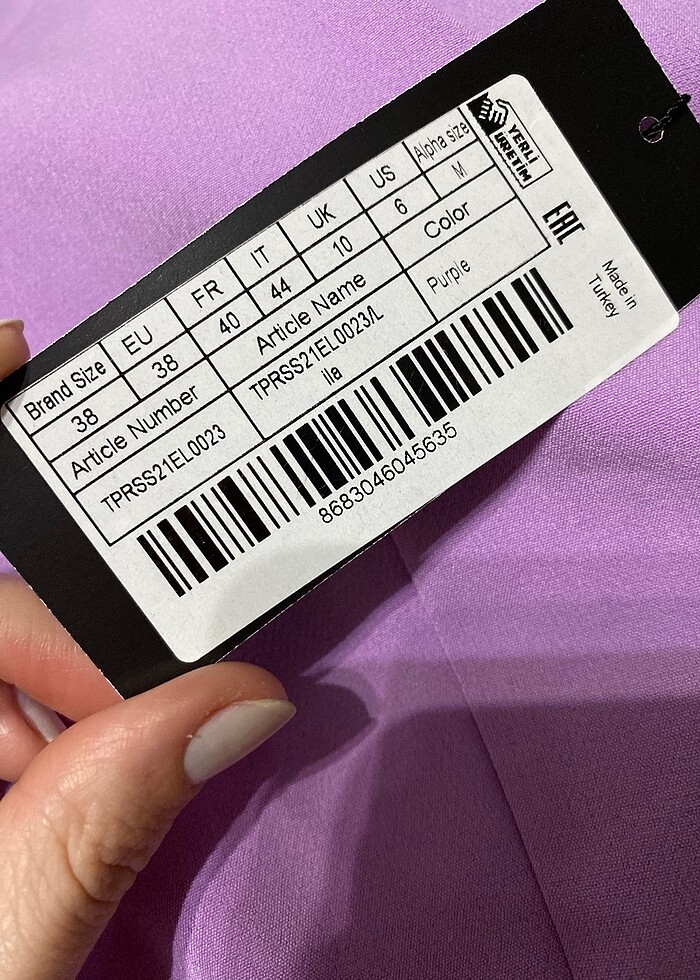 Brand Size EU FR IT UK US Alpha size
38 38 40 44 10 6 M
Article Number Article Name Color
TPRSS21EL0023 TPRSS21EL0023/L Purple
ila
8683046045635
YERLİ
ÜRETİM
EAC
Made in
Turkey